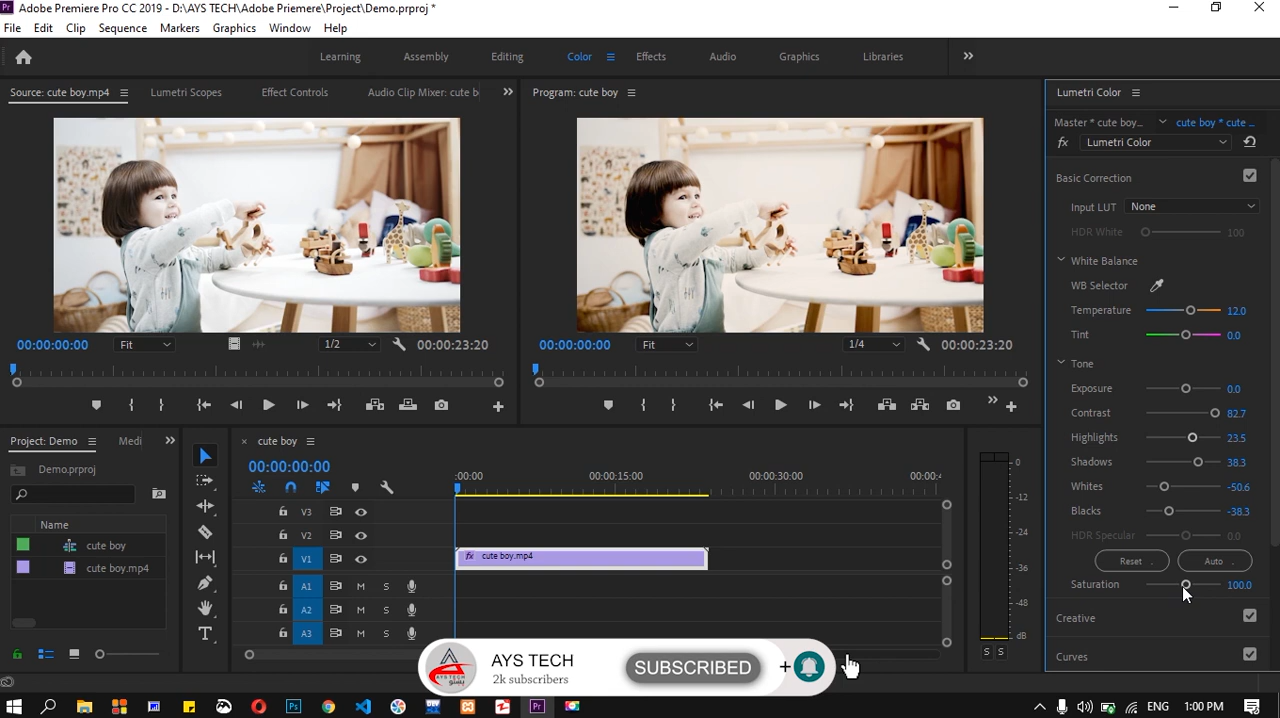 Adobe Premiere Pro CC 2019 - D:\AYS TECH\Adobe Priemere\Project\Demo.prproj *
File Edit Clip Sequence Markers Graphics Window Help
Learning Assembly Editing Color Effects Audio Graphics Libraries
Source: cute boy.mp4 Lumetri Scopes Effect Controls Audio Clip Mixer: cute b
Program: cute boy
Lumetri Color
Master * cute boy... cute boy * cute ...
fx Lumetri Color
Basic Correction
Input LUT None
HDR White 100
White Balance
WB Selector
Temperature 12.0
Tint 0.0
Tone
Exposure 0.0
Contrast 82.7
Highlights 23.5
Shadows 38.3
Whites -50.6
Blacks -38.3
HDR Specular 0.0
Reset Auto
Saturation 100.0
Creative
Curves
00:00:00:00 Fit 1/2 00:00:23:20
00:00:00:00 Fit 1/4 00:00:23:20
Project: Demo Medi
Demo.prproj
Name
cute boy
cute boy.mp4
cute boy
00:00:00:00
:00:00 00:00:15:00 00:00:30:00 00:00:4
V3
V2
V1
fx cute boy.mp4
A1 M S
A2 M S
A3 M S
0
-12
-24
-36
-48
dB
S S
AYS TECH
2k subscribers
SUBSCRIBED
ENG 1:00 PM